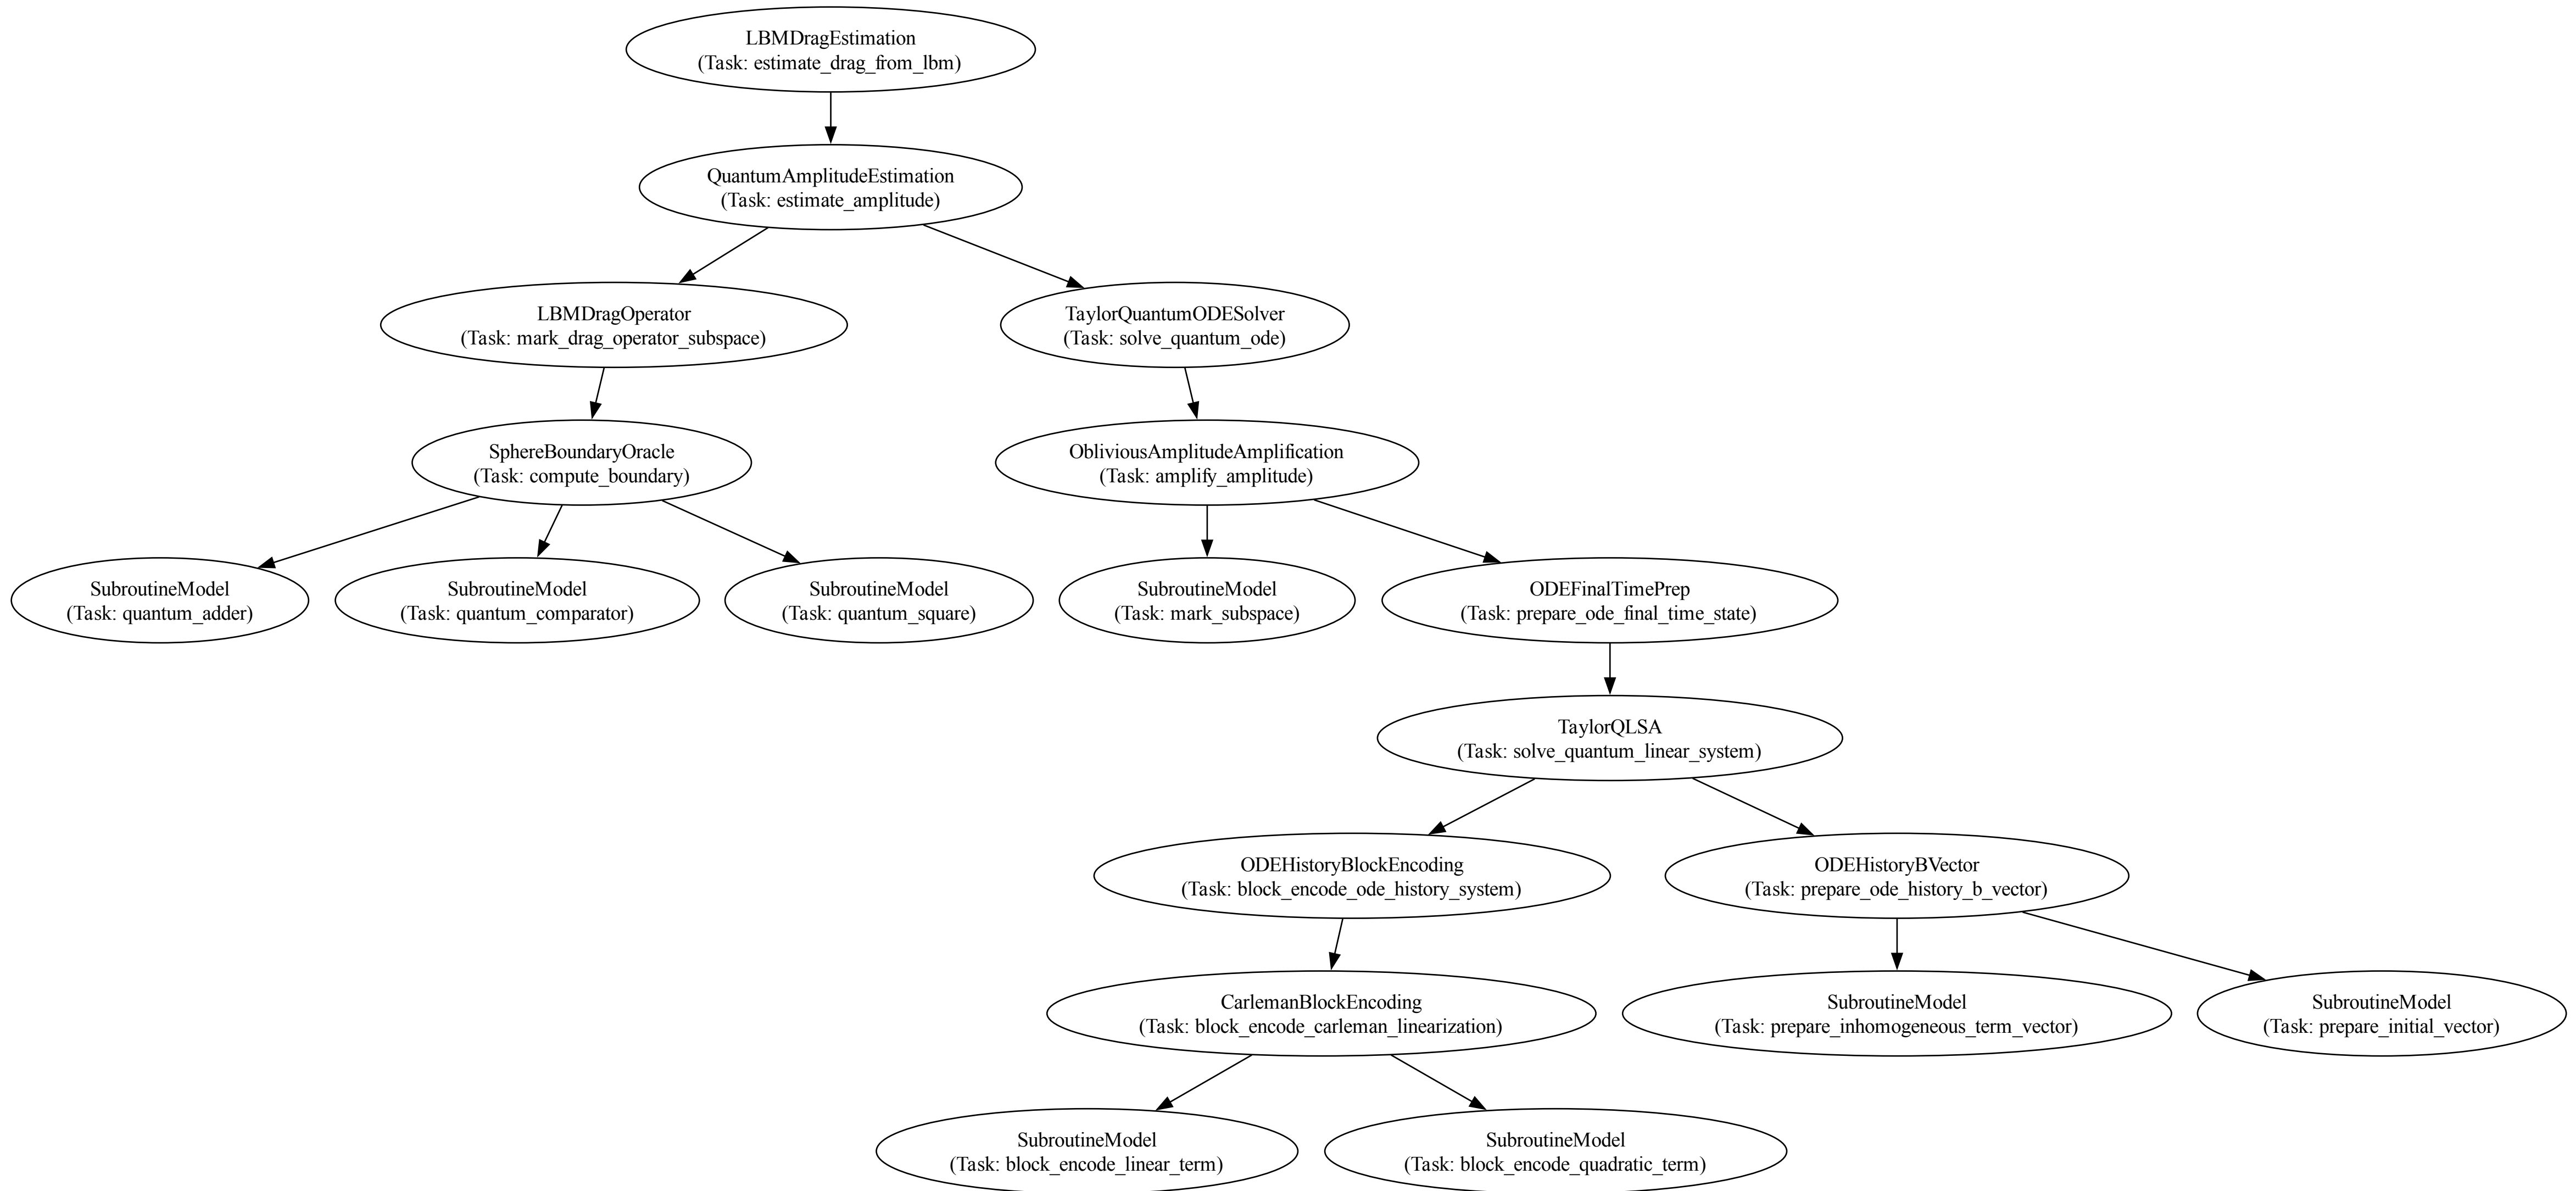 LBMDragEstimation
(Task: estimate_drag_from_lbm)
QuantumAmplitudeEstimation
(Task: estimate_amplitude)
LBMDragOperator
(Task: mark_drag_operator_subspace)
TaylorQuantumODESolver
(Task: solve_quantum_ode)
SphereBoundaryOracle
(Task: compute_boundary)
ObliviousAmplitudeAmplification
(Task: amplify_amplitude)
SubroutineModel
(Task: quantum_adder)
SubroutineModel
(Task: quantum_comparator)
SubroutineModel
(Task: quantum_square)
SubroutineModel
(Task: mark_subspace)
ODEFinalTimePrep
(Task: prepare_ode_final_time_state)
TaylorQLSA
(Task: solve_quantum_linear_system)
ODEHistoryBlockEncoding
(Task: block_encode_ode_history_system)
ODEHistoryBVector
(Task: prepare_ode_history_b_vector)
CarlemanBlockEncoding
(Task: block_encode_carleman_linearization)
SubroutineModel
(Task: prepare_inhomogeneous_term_vector)
SubroutineModel
(Task: prepare_initial_vector)
SubroutineModel
(Task: block_encode_linear_term)
SubroutineModel
(Task: block_encode_quadratic_term)